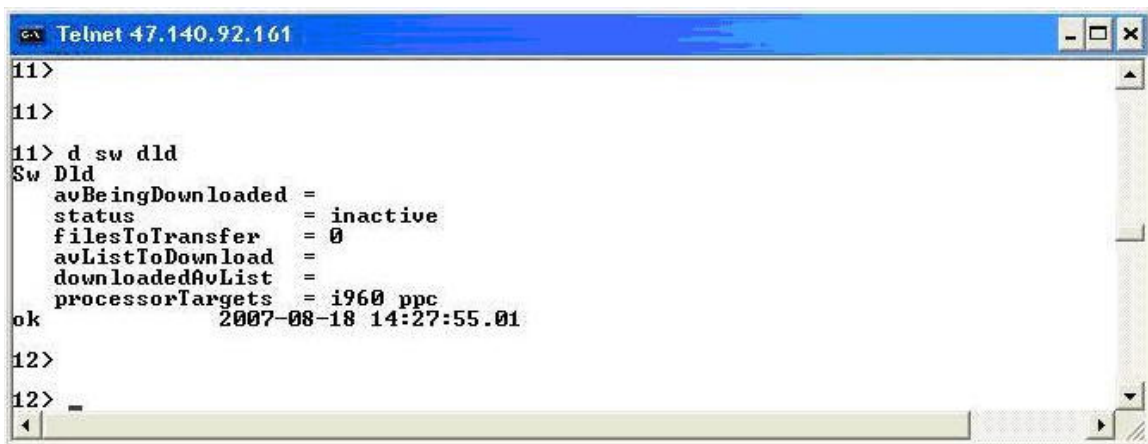 Telnet 47.140.92.161
11>
11>
11> d sw dld
Sw Dld
avBeingDownloaded =
status = inactive
filesToTransfer = 0
avListToDownload =
downloadedAvList =
processorTargets = i960 ppc
ok 2007-08-18 14:27:55.01
12>
12> _